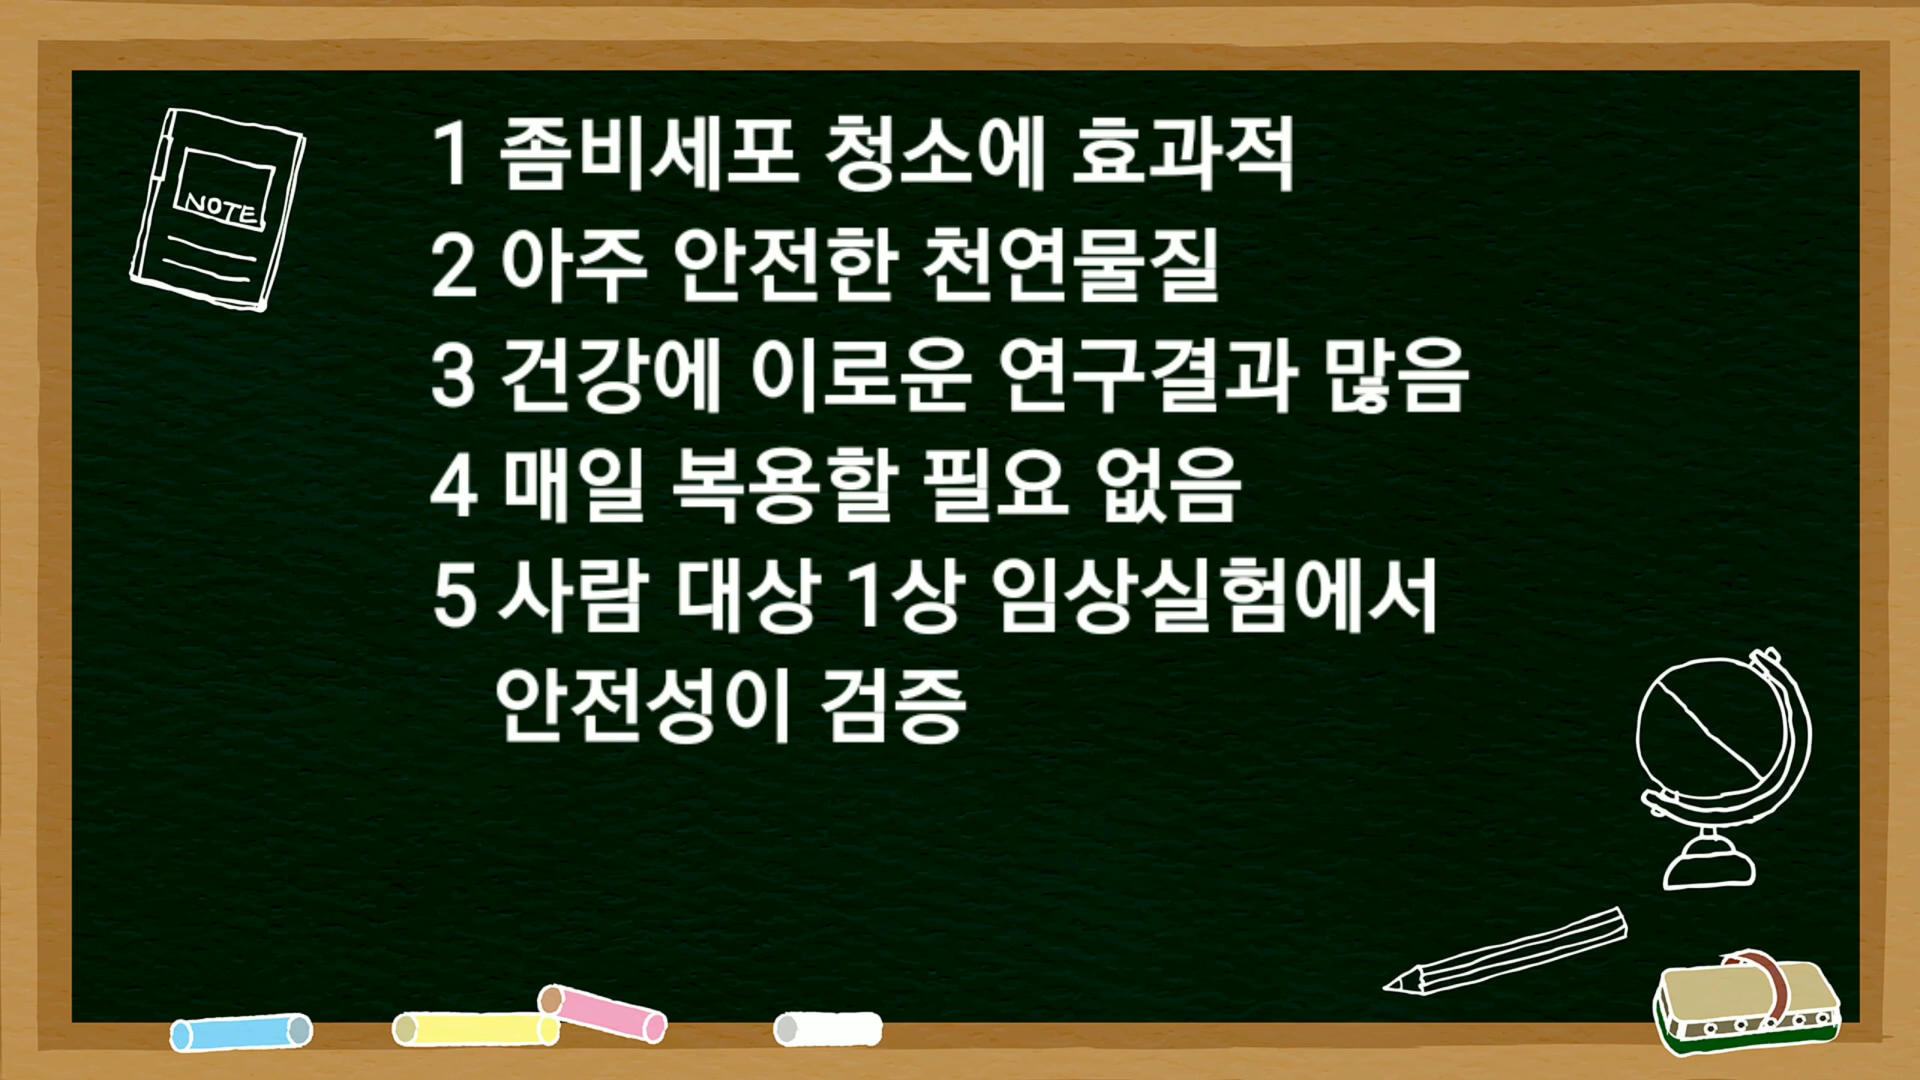 NOTE
1 좀비세포 청소에 효과적
2 아주 안전한 천연물질
3 건강에 이로운 연구결과 많음
4 매일 복용할 필요 없음
5 사람 대상 1상 임상실험에서
안전성이 검증